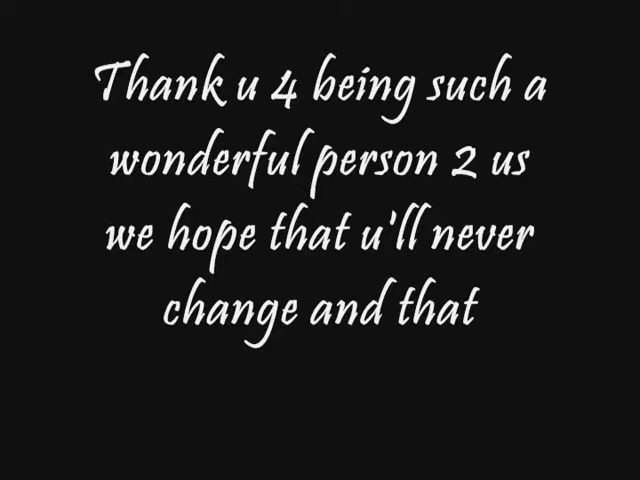 Thank u 4 being such a
wonderful person 2 us
we hope that u'll never
change and that